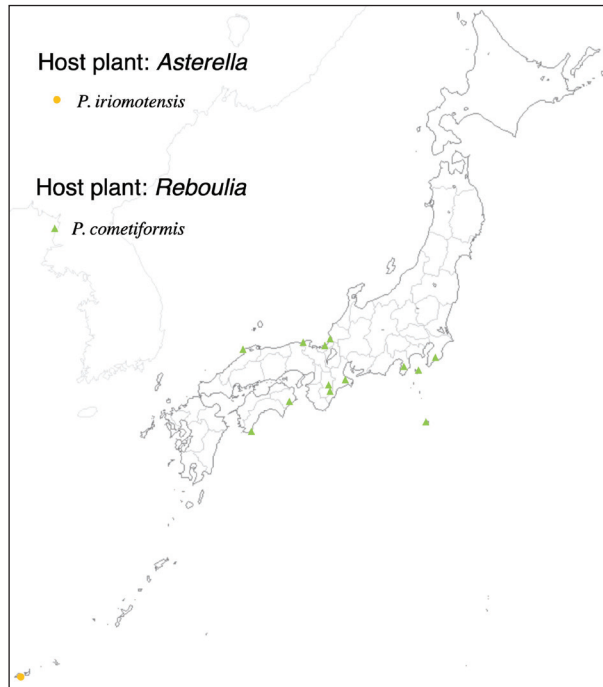 Host plant: Asterella
P. iriomotensis
Host plant: Reboulia
P. cometiformis